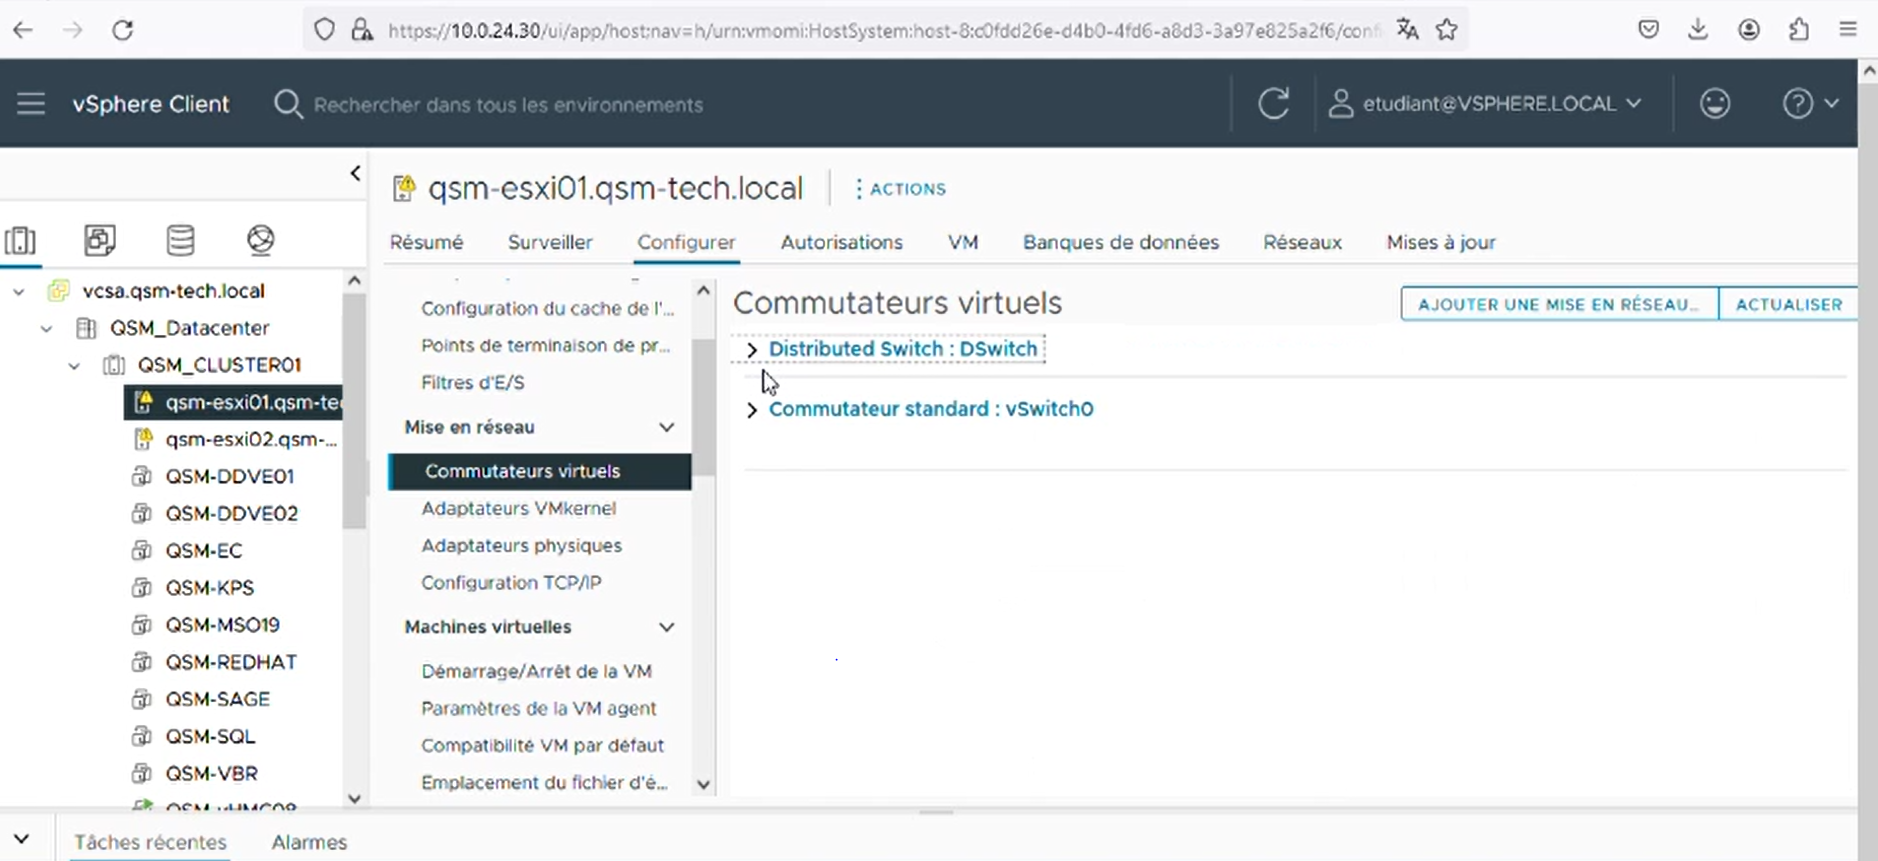 https://10.0.24.30/ui/app/host;nav=h/urn:vmomi:HostSystem:host-8:c0fdd26e-d4b0-4fd6-a8d3-3a97e825a2f6/conf
vSphere Client
Rechercher dans tous les environnements
etudiant@VSPHERE.LOCAL
qsm-esxi01.qsm-tech.local
ACTIONS
Résumé
Surveiller
Configurer
Autorisations
VM
Banques de données
Réseaux
Mises à jour
vcsa.qsm-tech.local
QSM_Datacenter
QSM_CLUSTER01
qsm-esxi01.qsm-te
qsm-esxi02.qsm-...
QSM-DDVE01
QSM-DDVE02
QSM-EC
QSM-KPS
QSM-MSO19
QSM-REDHAT
QSM-SAGE
QSM-SQL
QSM-VBR
Configuration du cache de l'...
Points de terminaison de pr...
Filtres d'E/S
Mise en réseau
Commutateurs virtuels
Adaptateurs VMkernel
Adaptateurs physiques
Configuration TCP/IP
Machines virtuelles
Démarrage/Arrêt de la VM
Paramètres de la VM agent
Compatibilité VM par défaut
Emplacement du fichier d'é...
Commutateurs virtuels
AJOUTER UNE MISE EN RÉSEAU...
ACTUALISER
Distributed Switch : DSwitch
Commutateur standard : vSwitch0
Tâches récentes
Alarmes